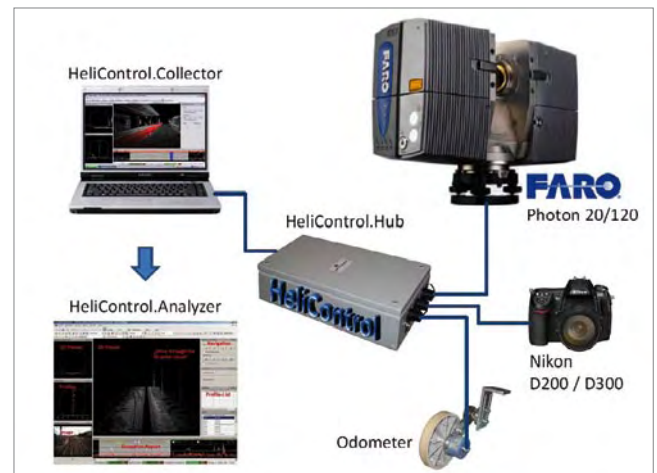 HeliControl.Collector
FARO
FARO
Photon 20/120
HeliControl.Hub
HeliControl
HeliControl.Analyzer
Nikon
D200 / D300
Odometer